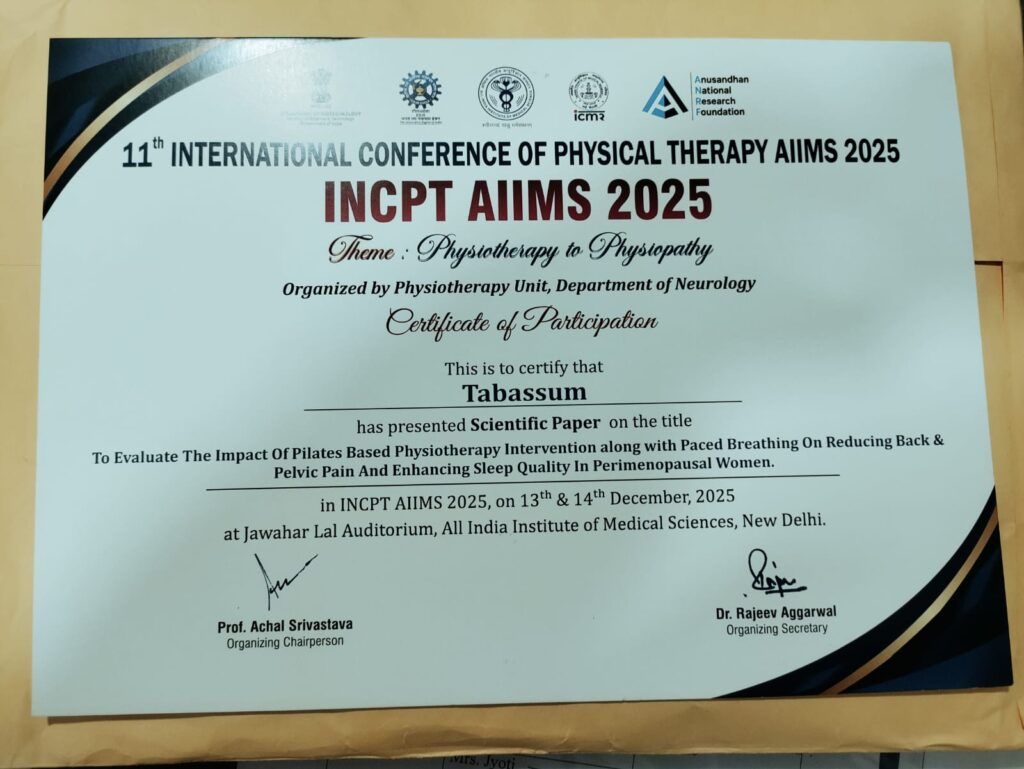 icmr
Anusandhan
National
Research
Foundation
11th INTERNATIONAL CONFERENCE OF PHYSICAL THERAPY AIIMS 2025
INCPT AIIMS 2025
Theme : Physiotherapy to Physiopathy
Organized by Physiotherapy Unit, Department of Neurology
Certificate of Participation
This is to certify that
Tabassum
has presented Scientific Paper on the title
To Evaluate The Impact Of Pilates Based Physiotherapy Intervention along with Paced Breathing On Reducing Back &
Pelvic Pain And Enhancing Sleep Quality In Perimenopausal Women.
in INCPT AIIMS 2025, on 13th & 14th December, 2025
at Jawahar Lal Auditorium, All India Institute of Medical Sciences, New Delhi.
Prof. Achal Srivastava
Organizing Chairperson
Dr. Rajeev Aggarwal
Organizing Secretary
Mrs. Jyoti